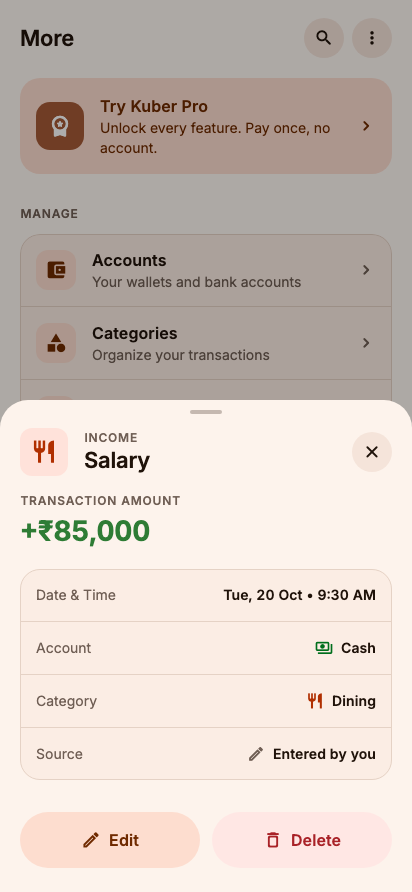 More
Try Kuber Pro
Unlock every feature. Pay once, no
account.
MANAGE
Accounts
Your wallets and bank accounts
Categories
Organize your transactions
INCOME
Salary
TRANSACTION AMOUNT
+₹85,000
Date & Time
Tue, 20 Oct • 9:30 AM
Account
Cash
Category
Dining
Source
Entered by you
Edit
Delete